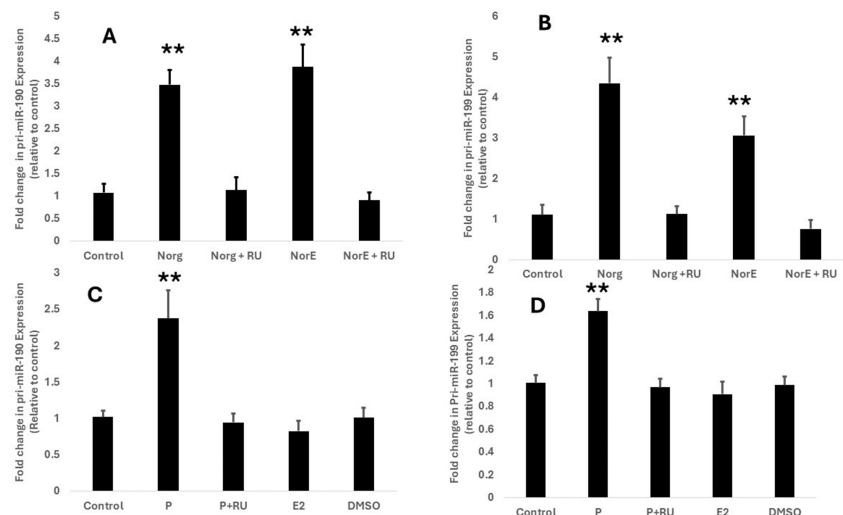 A
Fold change in pri-miR-190 Expression
(relative to control)
5
4.5
4
3.5
3
2.5
2
1.5
1
0.5
0
**
**
Control Norg Norg + RU NorE NorE + RU
B
Fold change in pri-miR-199 Expression
(relative to control)
6
5
4
3
2
1
0
**
**
Control Norg Norg +RU NorE NorE + RU
C
Fold change in pri-miR-190 Expression
(Relative to control)
3
2.5
2
1.5
1
0.5
0
**
Control P P+RU E2 DMSO
D
Fold change in Pri-miR-199 Expression
(relative to control)
2
1.8
1.6
1.4
1.2
1
0.8
0.6
0.4
0.2
0
**
Control P P+RU E2 DMSO